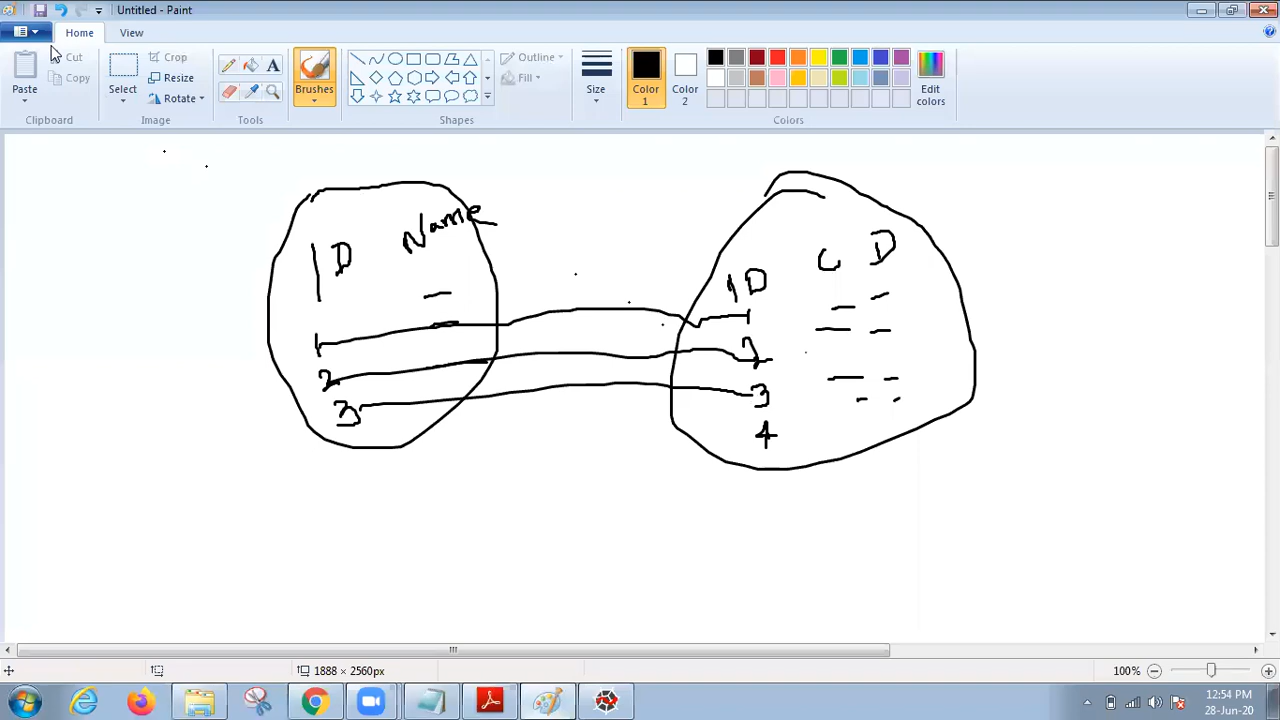 Untitled - Paint
Home
View
Paste
Cut
Copy
Clipboard
Select
Crop
Resize
Rotate
Image
Tools
Brushes
Shapes
Outline
Fill
Size
Color 1
Color 2
Edit colors
Colors
ID Name
1
2
3
ID C D
1
2
3
4
1888 × 2560px
100%
12:54 PM
28-Jun-20